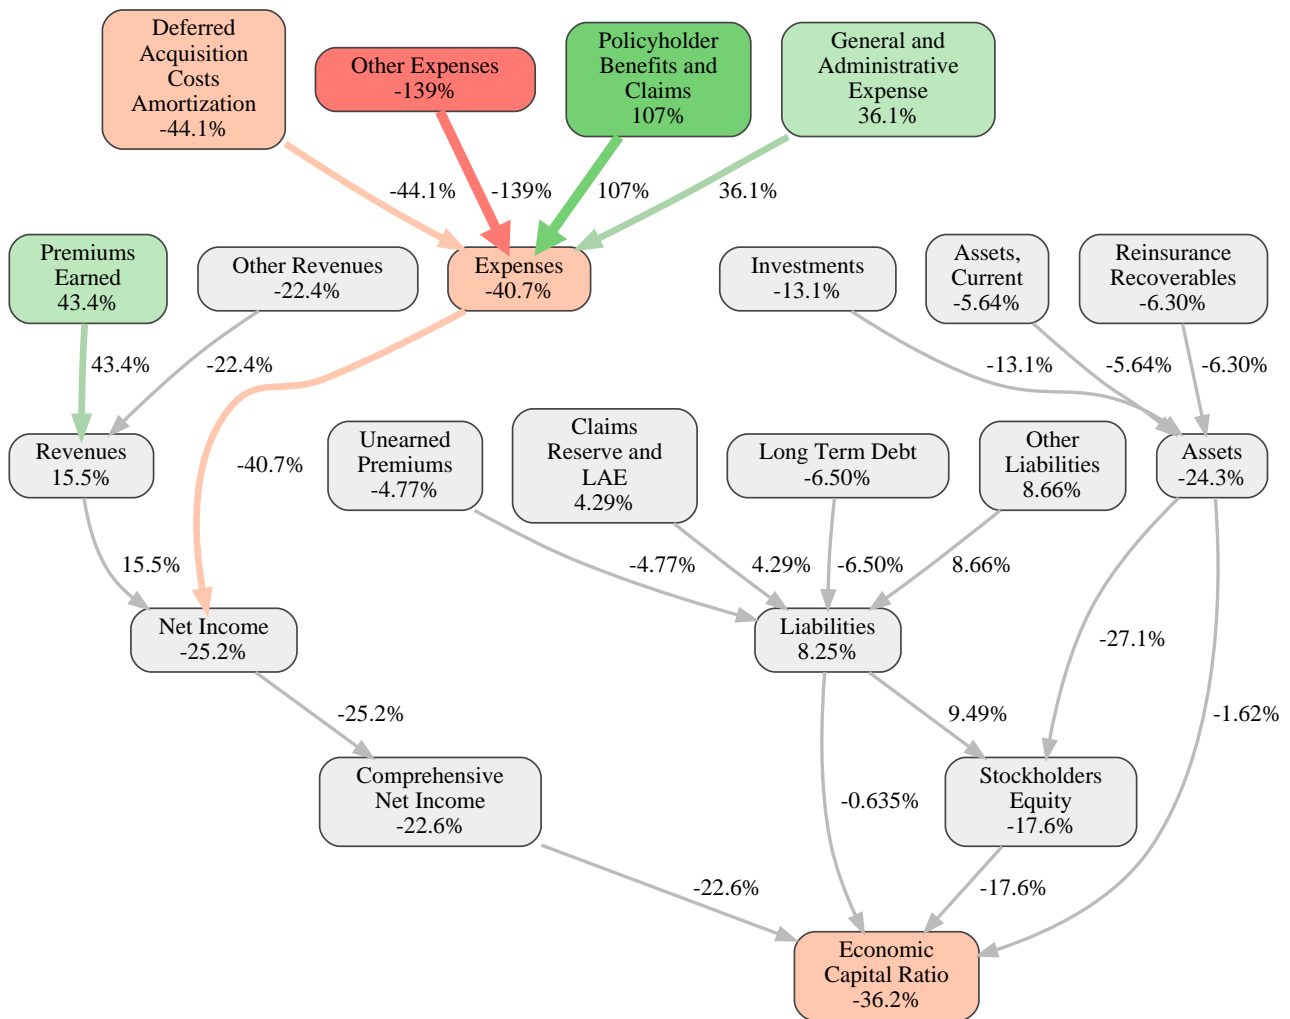 Deferred
Acquisition
Costs
Amortization
-44.1%
Other Expenses
-139%
Policyholder
Benefits and
Claims
107%
General and
Administrative
Expense
36.1%
-44.1%
-139%
107%
36.1%
Premiums
Earned
43.4%
Other Revenues
-22.4%
Expenses
-40.7%
Investments
-13.1%
Assets,
Current
-5.64%
Reinsurance
Recoverables
-6.30%
43.4%
-22.4%
-13.1%
-5.64%
-6.30%
Revenues
15.5%
-40.7%
Unearned
Premiums
-4.77%
Claims
Reserve and
LAE
4.29%
Long Term Debt
-6.50%
Other
Liabilities
8.66%
Assets
-24.3%
15.5%
-4.77%
4.29%
-6.50%
8.66%
Net Income
-25.2%
Liabilities
8.25%
-27.1%
-25.2%
9.49%
-1.62%
Comprehensive
Net Income
-22.6%
-0.635%
Stockholders
Equity
-17.6%
-22.6%
-17.6%
Economic
Capital Ratio
-36.2%